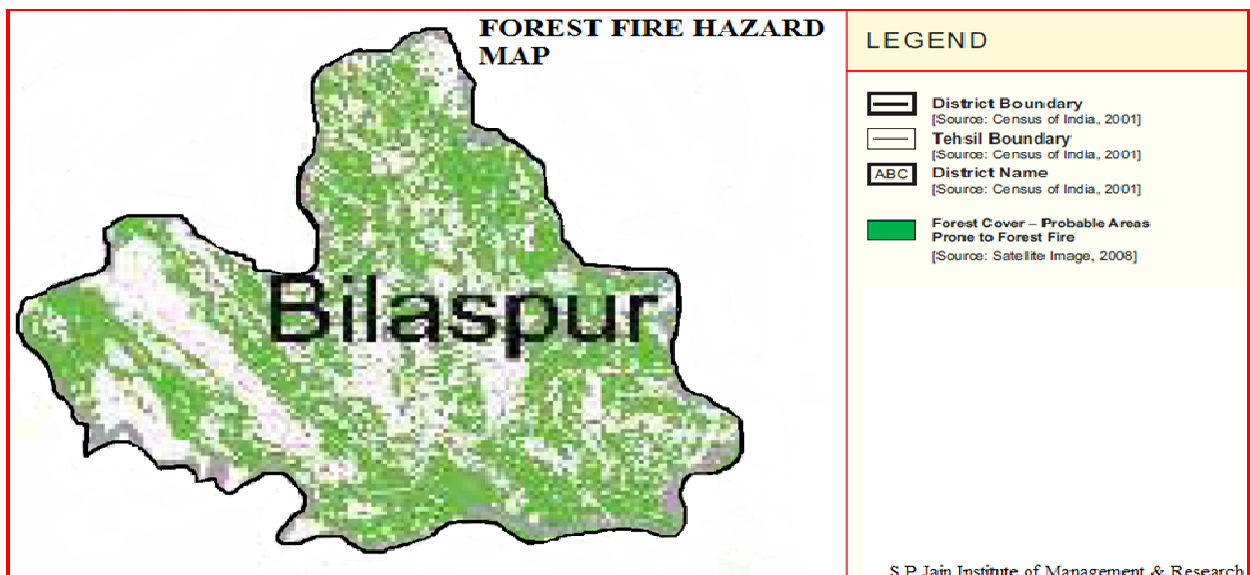 FOREST FIRE HAZARD
MAP
Bilaspur
LEGEND
District Boundary
[Source: Census of India, 2001]
Tehsil Boundary
[Source: Census of India, 2001]
ABC
District Name
[Source: Census of India, 2001]
Forest Cover – Probable Areas
Prone to Forest Fire
[Source: Satellite Image, 2008]
S P Jain Institute of Management & Research